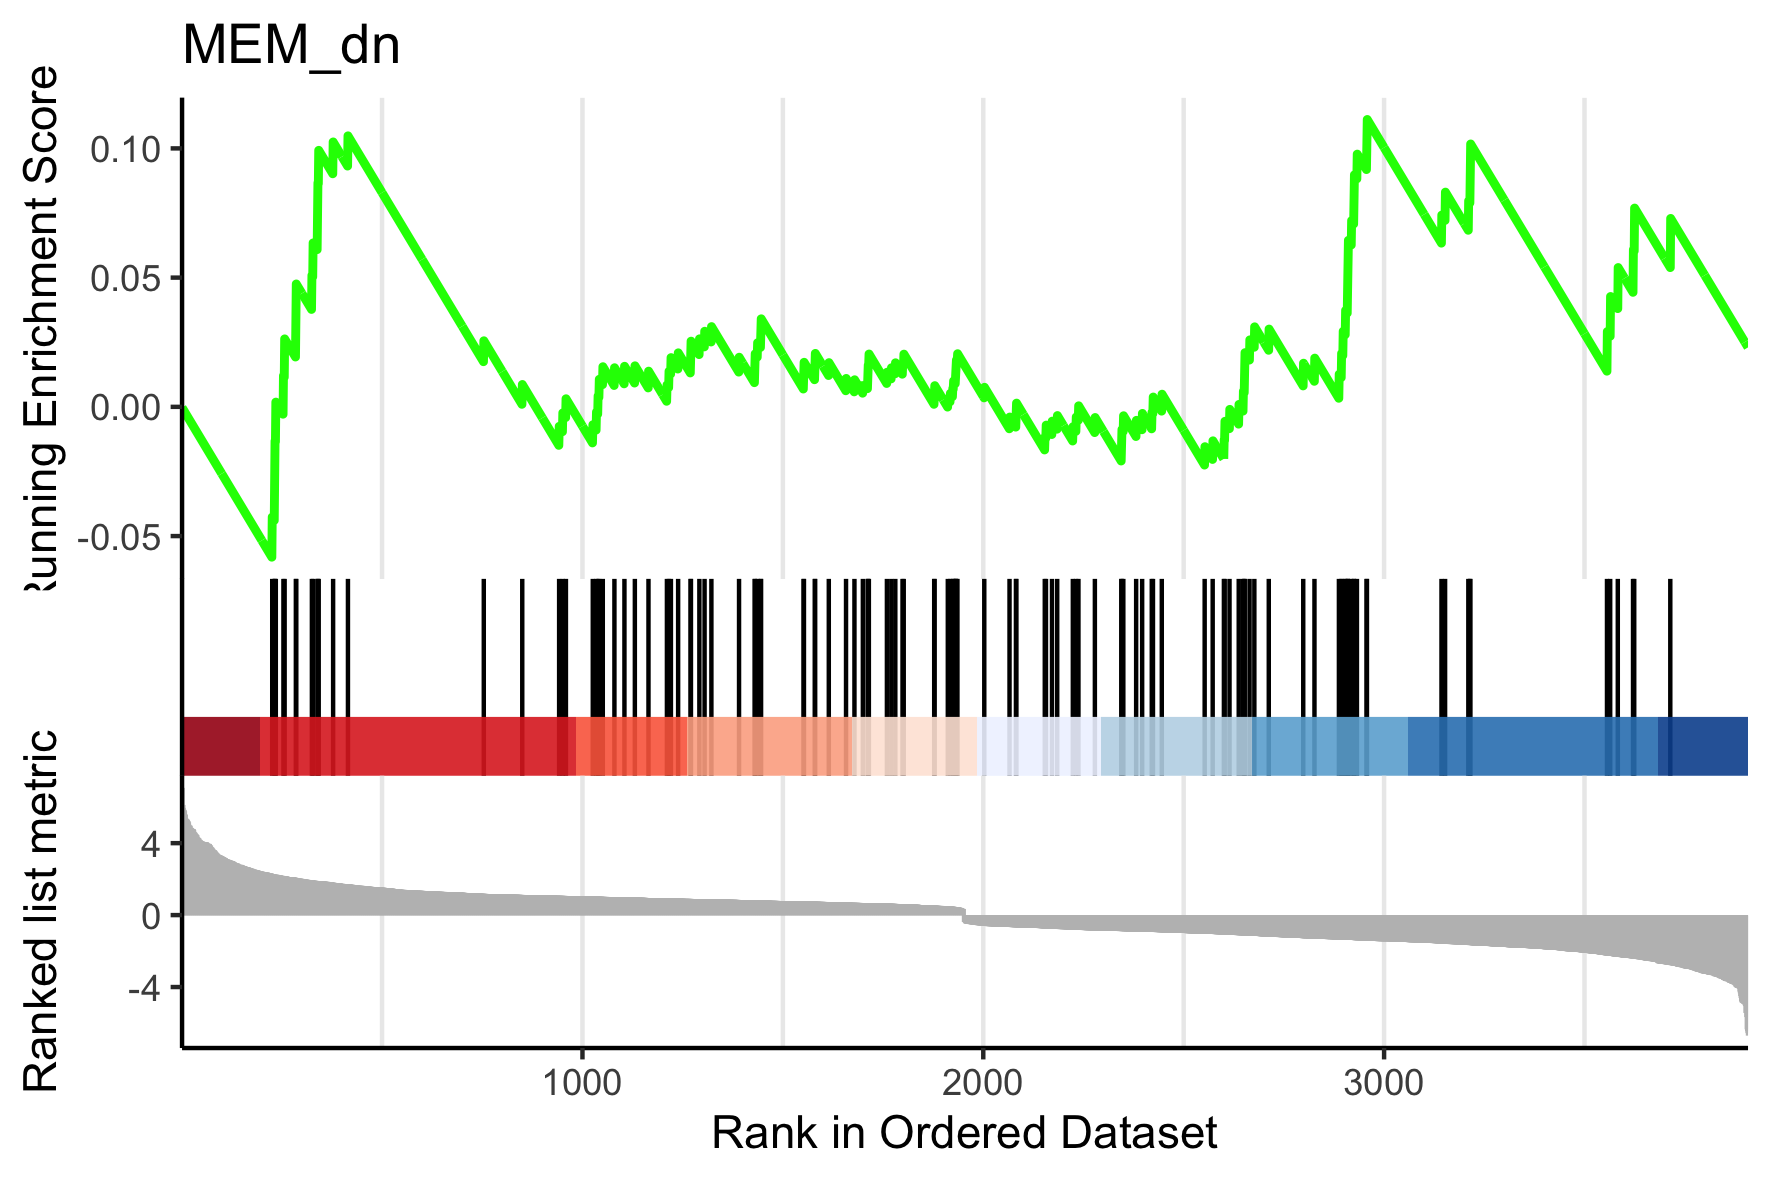 MEM_dn
Running Enrichment Score
0.10
0.05
0.00
-0.05
Ranked list metric
4
0
-4
1000 2000 3000
Rank in Ordered Dataset